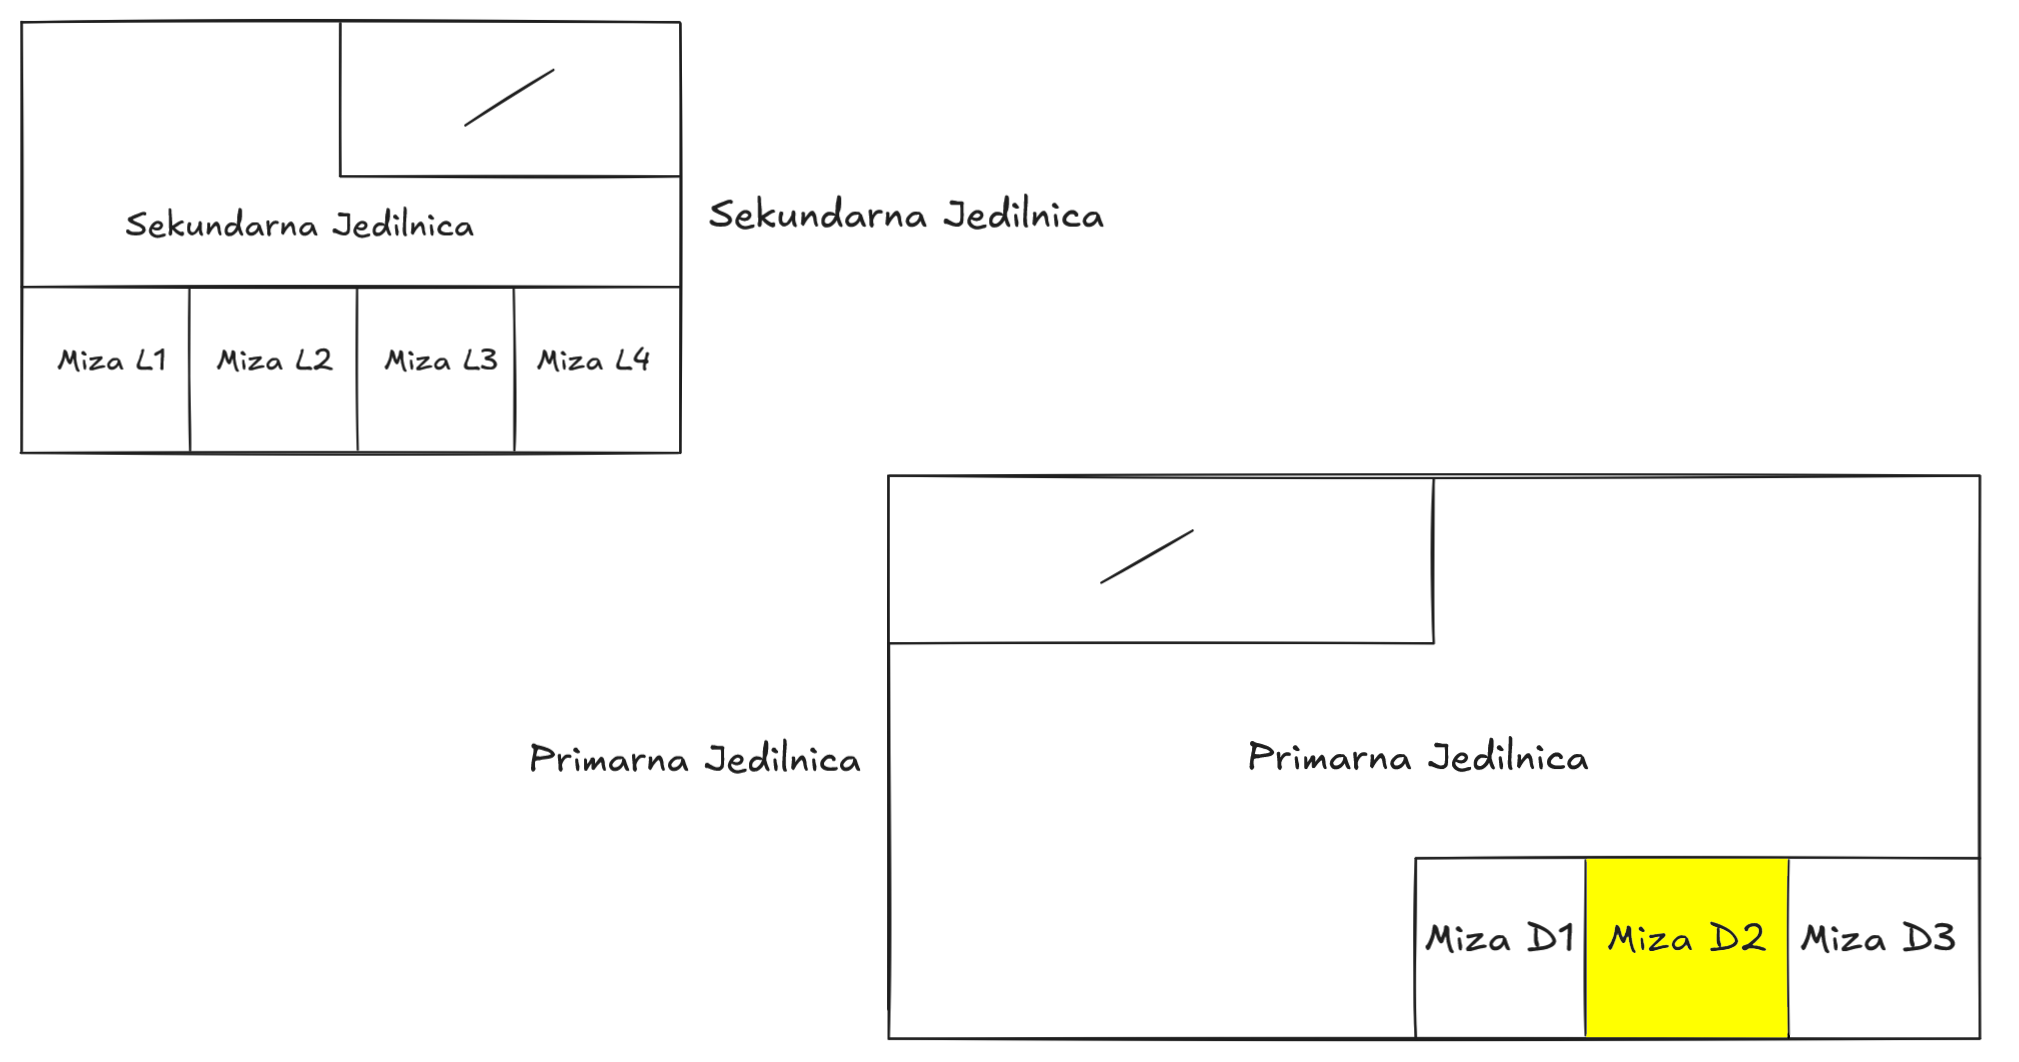 Sekundarna Jedilnica
Sekundarna Jedilnica
Miza L1
Miza L2
Miza L3
Miza L4
Primarna Jedilnica
Primarna Jedilnica
Miza D1
Miza D2
Miza D3